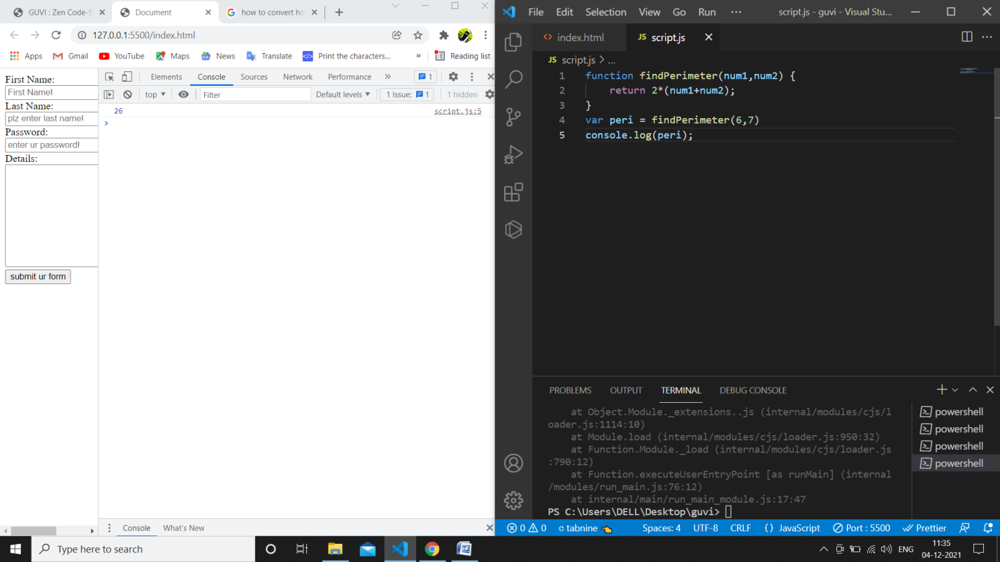 GUVI : Zen Code-S
Document
how to convert ho
127.0.0.1:5500/index.html
Apps
Gmail
YouTube
Maps
News
Translate
Print the characters...
»
Reading list
First Name:
First Name!
Last Name:
plz enter last name!
Password:
enter ur password!
Details:
submit ur form
Elements
Console
Sources
Network
Performance
»
1
top
Filter
Default levels
1 Issue:
1
1 hidden
26
script.js:5
Console
What's New
File
Edit
Selection
View
Go
Run
···
script.js - guvi - Visual Stu...
index.html
JS script.js
JS script.js > ...
1 function findPerimeter(num1,num2) {
2 return 2*(num1+num2);
3 }
4 var peri = findPerimeter(6,7)
5 console.log(peri);
PROBLEMS
OUTPUT
TERMINAL
DEBUG CONSOLE
at Object.Module._extensions..js (internal/modules/cjs/l
oader.js:1114:10)
at Module.load (internal/modules/cjs/loader.js:950:32)
at Function.Module._load (internal/modules/cjs/loader.js
:790:12)
at Function.executeUserEntryPoint [as runMain] (internal
/modules/run_main.js:76:12)
at internal/main/run_main_module.js:17:47
PS C:\Users\DELL\Desktop\guvi>
powershell
powershell
powershell
powershell
0
0
tabnine
Spaces: 4
UTF-8
CRLF
{ } JavaScript
Port : 5500
Prettier
Type here to search
ENG
11:35
04-12-2021